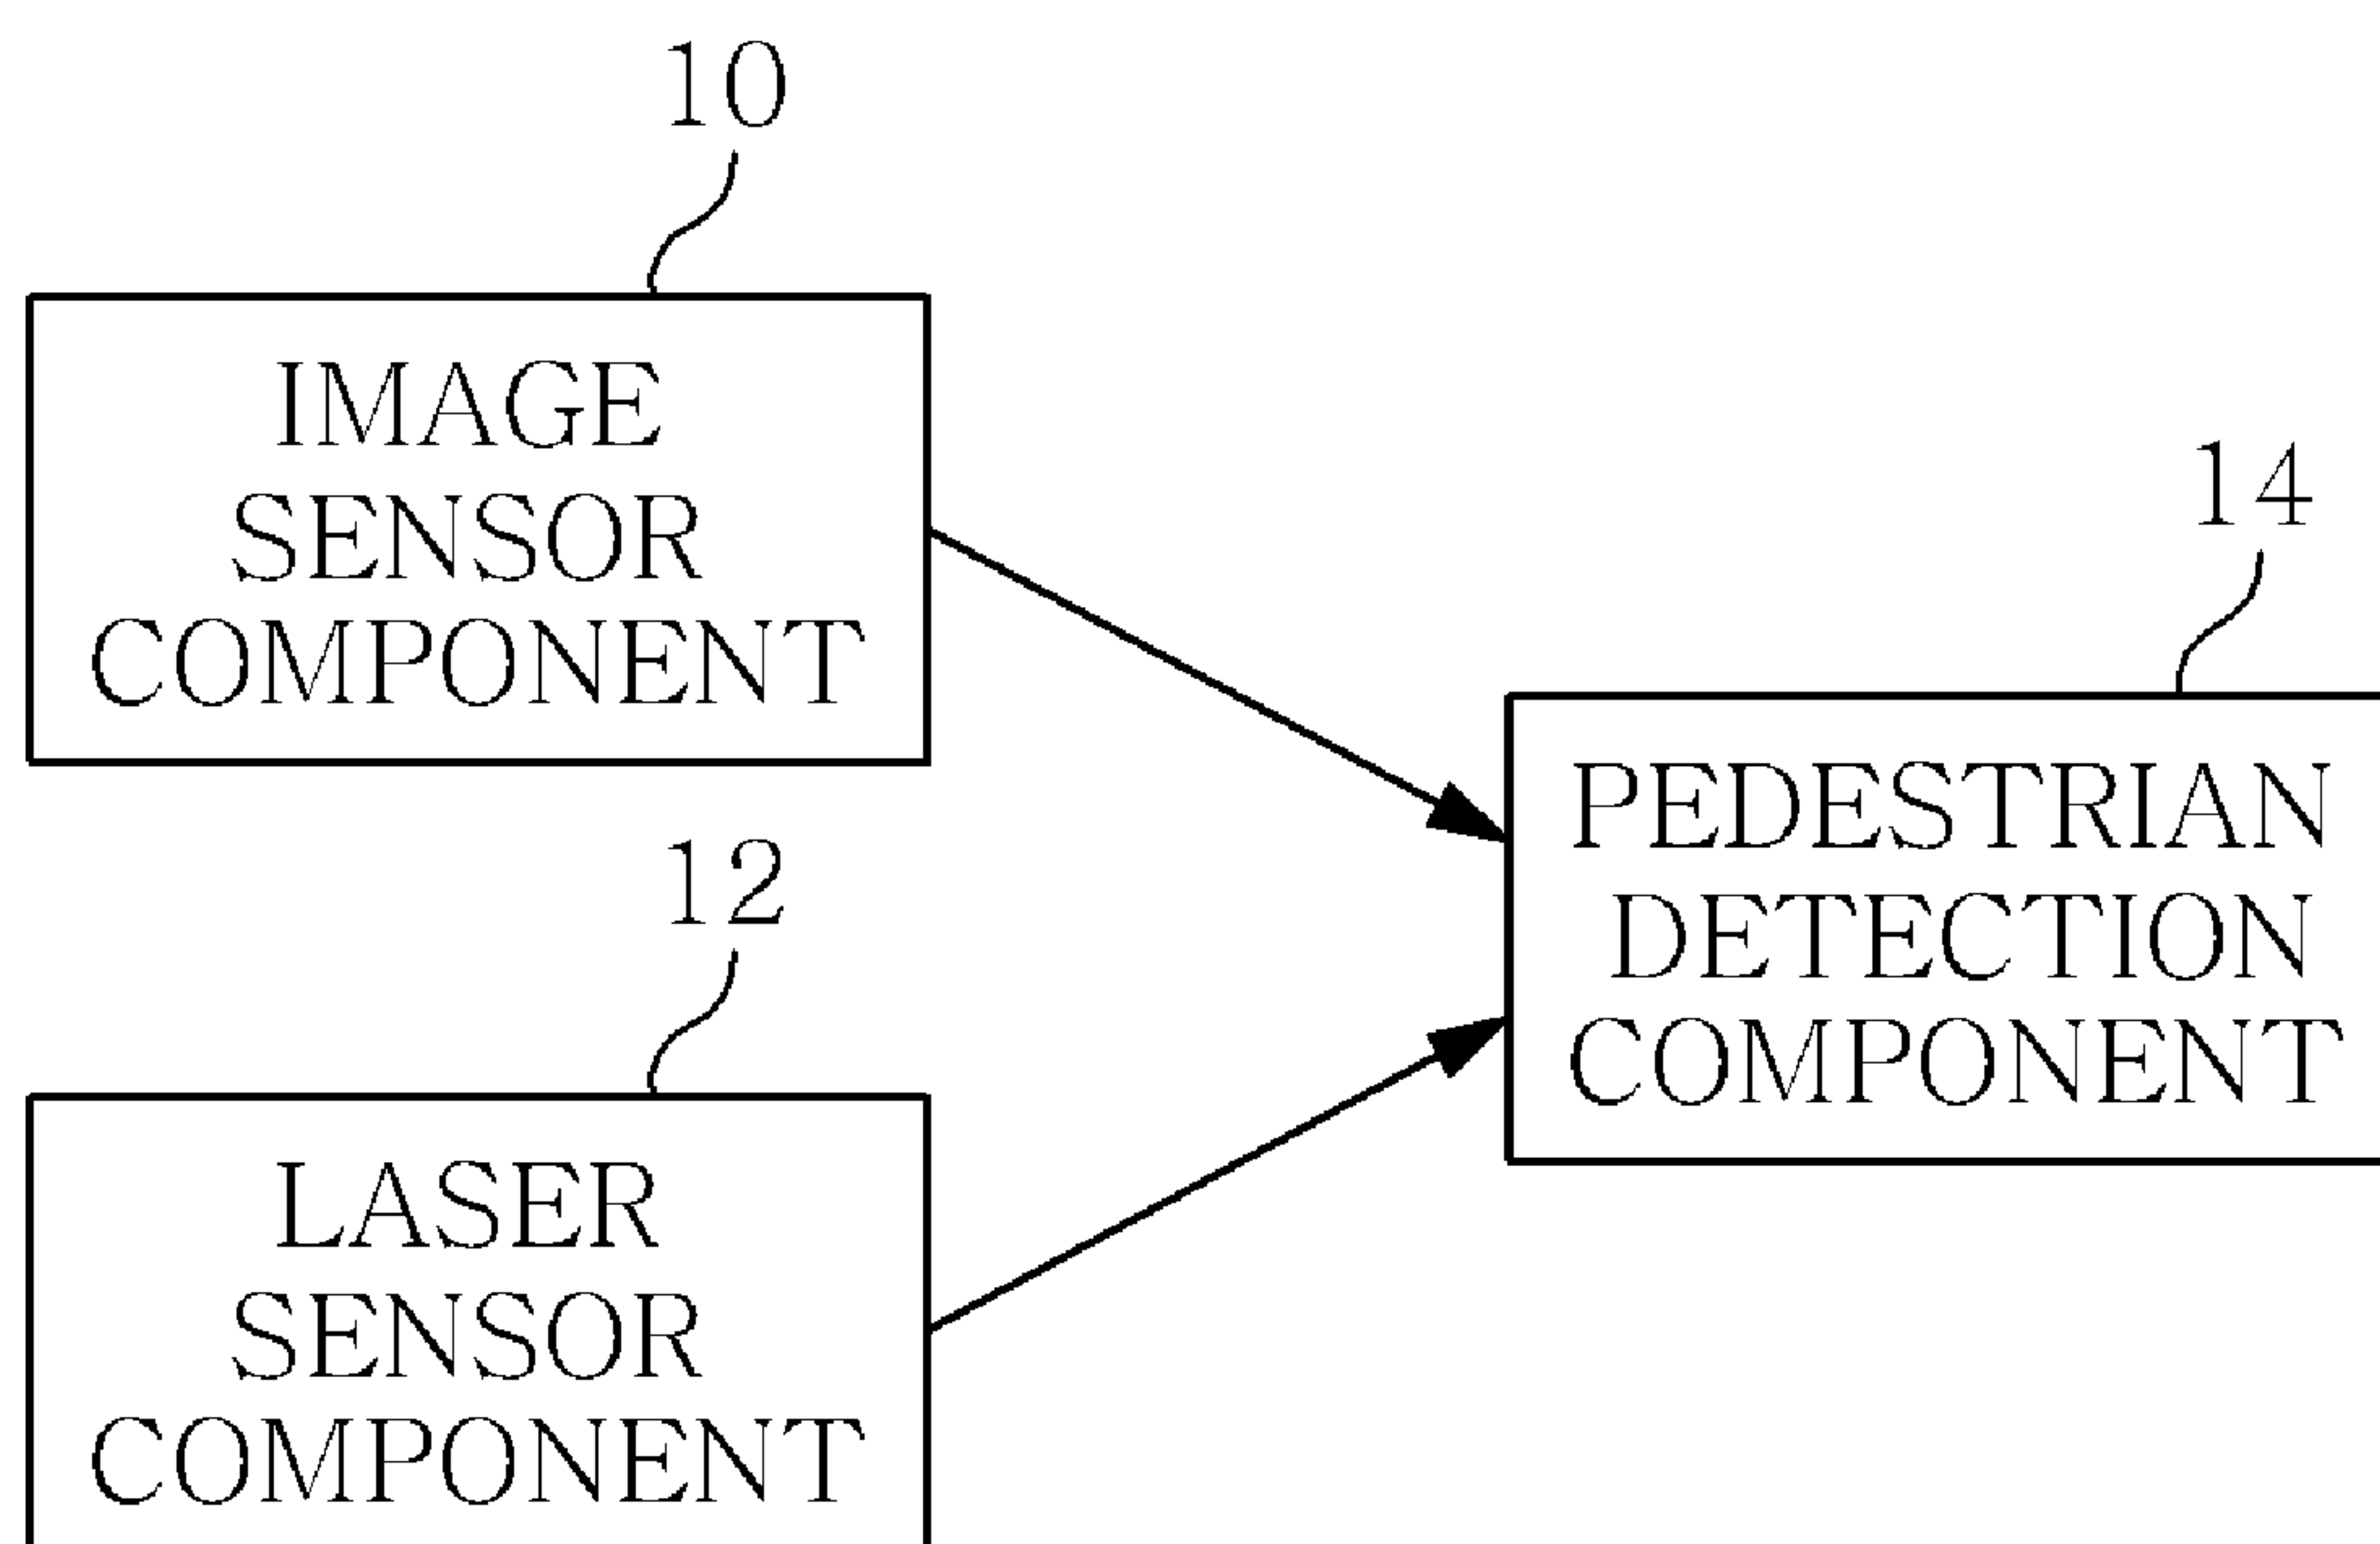 10
IMAGE
SENSOR
COMPONENT
14
PEDESTRIAN
DETECTION
COMPONENT
12
LASER
SENSOR
COMPONENT